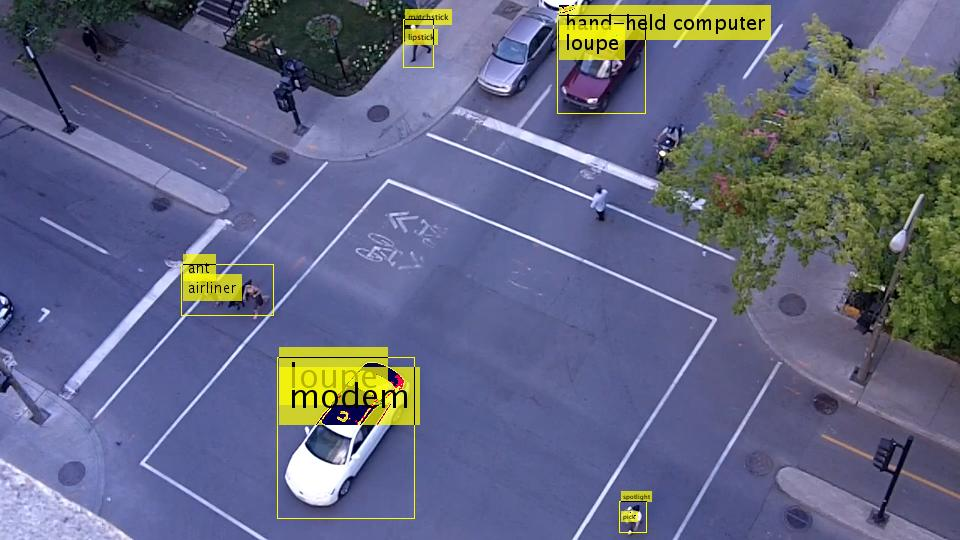 matchstick
lipstick
hand-held computer
loupe
ant
airliner
loupe
modem
spotlight
pick